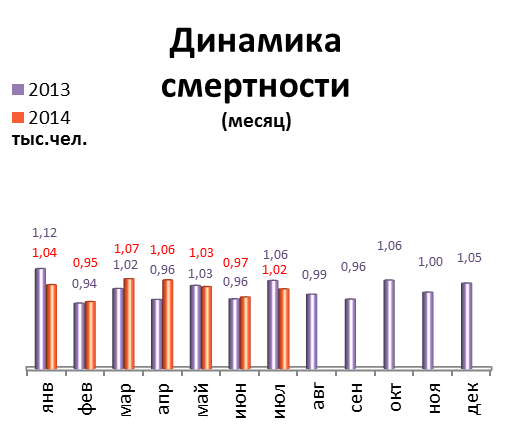 Динамика
смертности
(месяц)
2013
2014
тыс.чел.
1,12
1,04
0,95
0,94
1,07
1,02
1,06
0,96
1,03
1,03
0,97
0,96
1,06
1,02
0,99
0,96
1,06
1,00
1,05
янв
фев
мар
апр
май
июн
июл
авг
сен
окт
ноя
дек